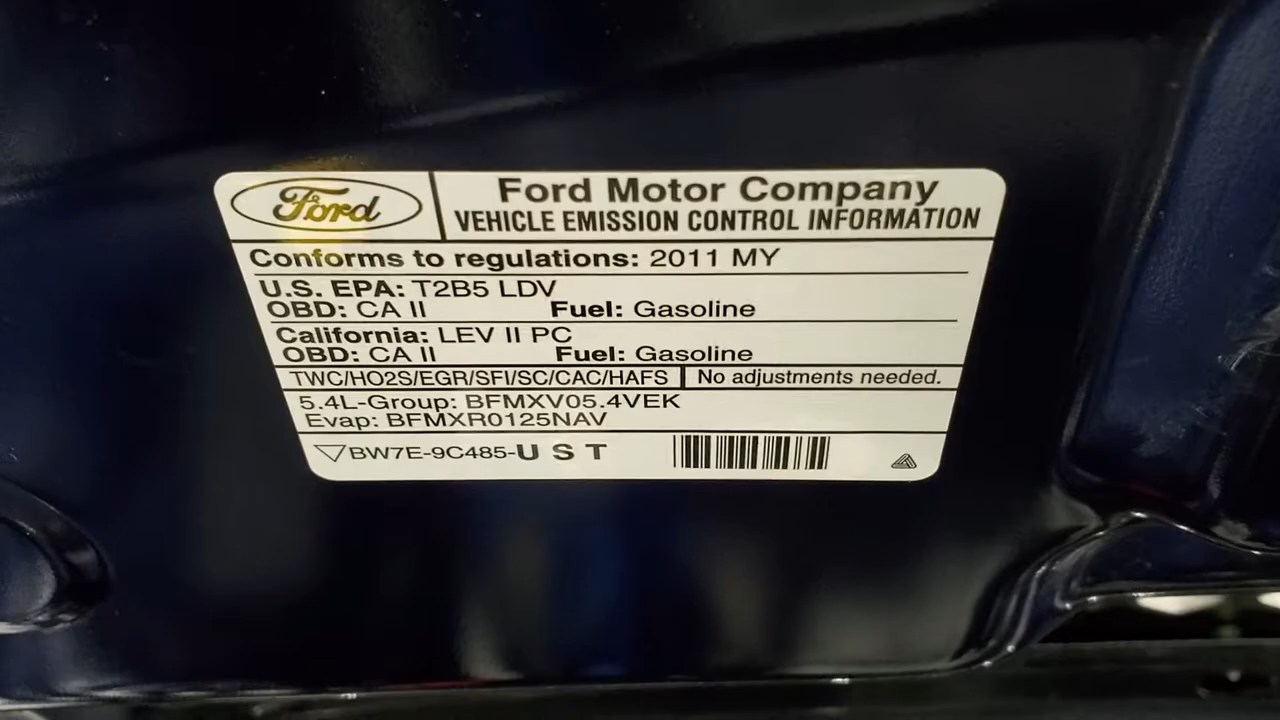 Ford
Ford Motor Company
VEHICLE EMISSION CONTROL INFORMATION
Conforms to regulations: 2011 MY
U.S. EPA: T2B5 LDV
OBD: CA II Fuel: Gasoline
California: LEV II PC
OBD: CA II Fuel: Gasoline
TWC/HO2S/EGR/SFI/SC/CAC/HAFS No adjustments needed.
5.4L-Group: BFMXV05.4VEK
Evap: BFMXR0125NAV
BW7E-9C485-U S T